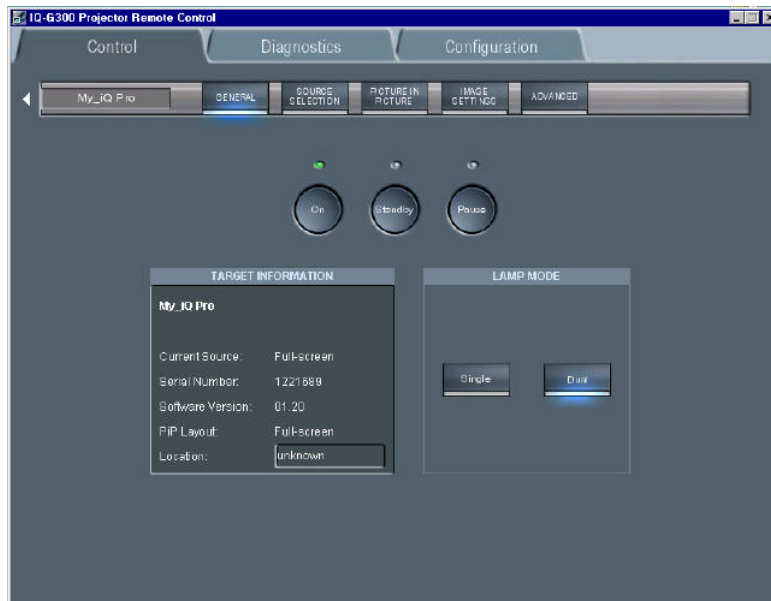 IQ-G300 Projector Remote Control
Control
Diagnostics
Configuration
My_iQ Pro
GENERAL
SOURCE
SELECTION
PICTURE IN
PICTURE
IMAGE
SETTINGS
ADVANCED
On
Standby
Pause
TARGET INFORMATION
My_iQ Pro
Current Source: Full-screen
Serial Number: 1221689
Software Version: 01.20
PiP Layout: Full-screen
Location: unknown
LAMP MODE
Single
Dual